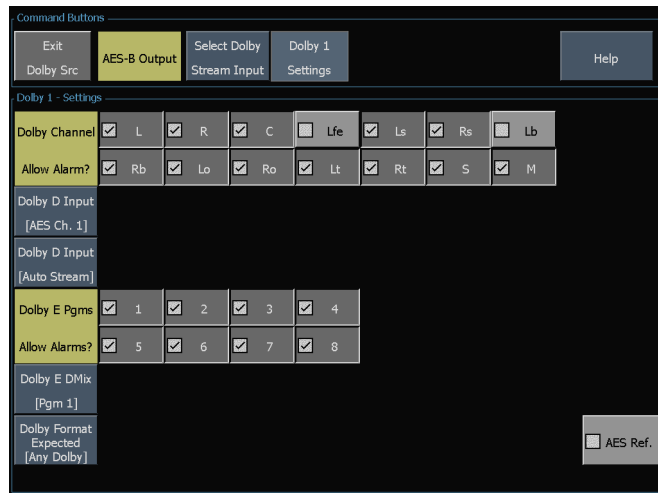 Command Buttons
Exit
Dolby Src
AES-B Output
Select Dolby
Stream Input
Dolby 1
Settings
Help
Dolby 1 - Settings
Dolby Channel
Allow Alarm?
L R C Lfe Ls Rs Lb
Rb Lo Ro Lt Rt S M
Dolby D Input
[AES Ch. 1]
Dolby D Input
[Auto Stream]
Dolby E Pgms
Allow Alarms?
1 2 3 4
5 6 7 8
Dolby E DMix
[Pgm 1]
Dolby Format
Expected
[Any Dolby]
AES Ref.